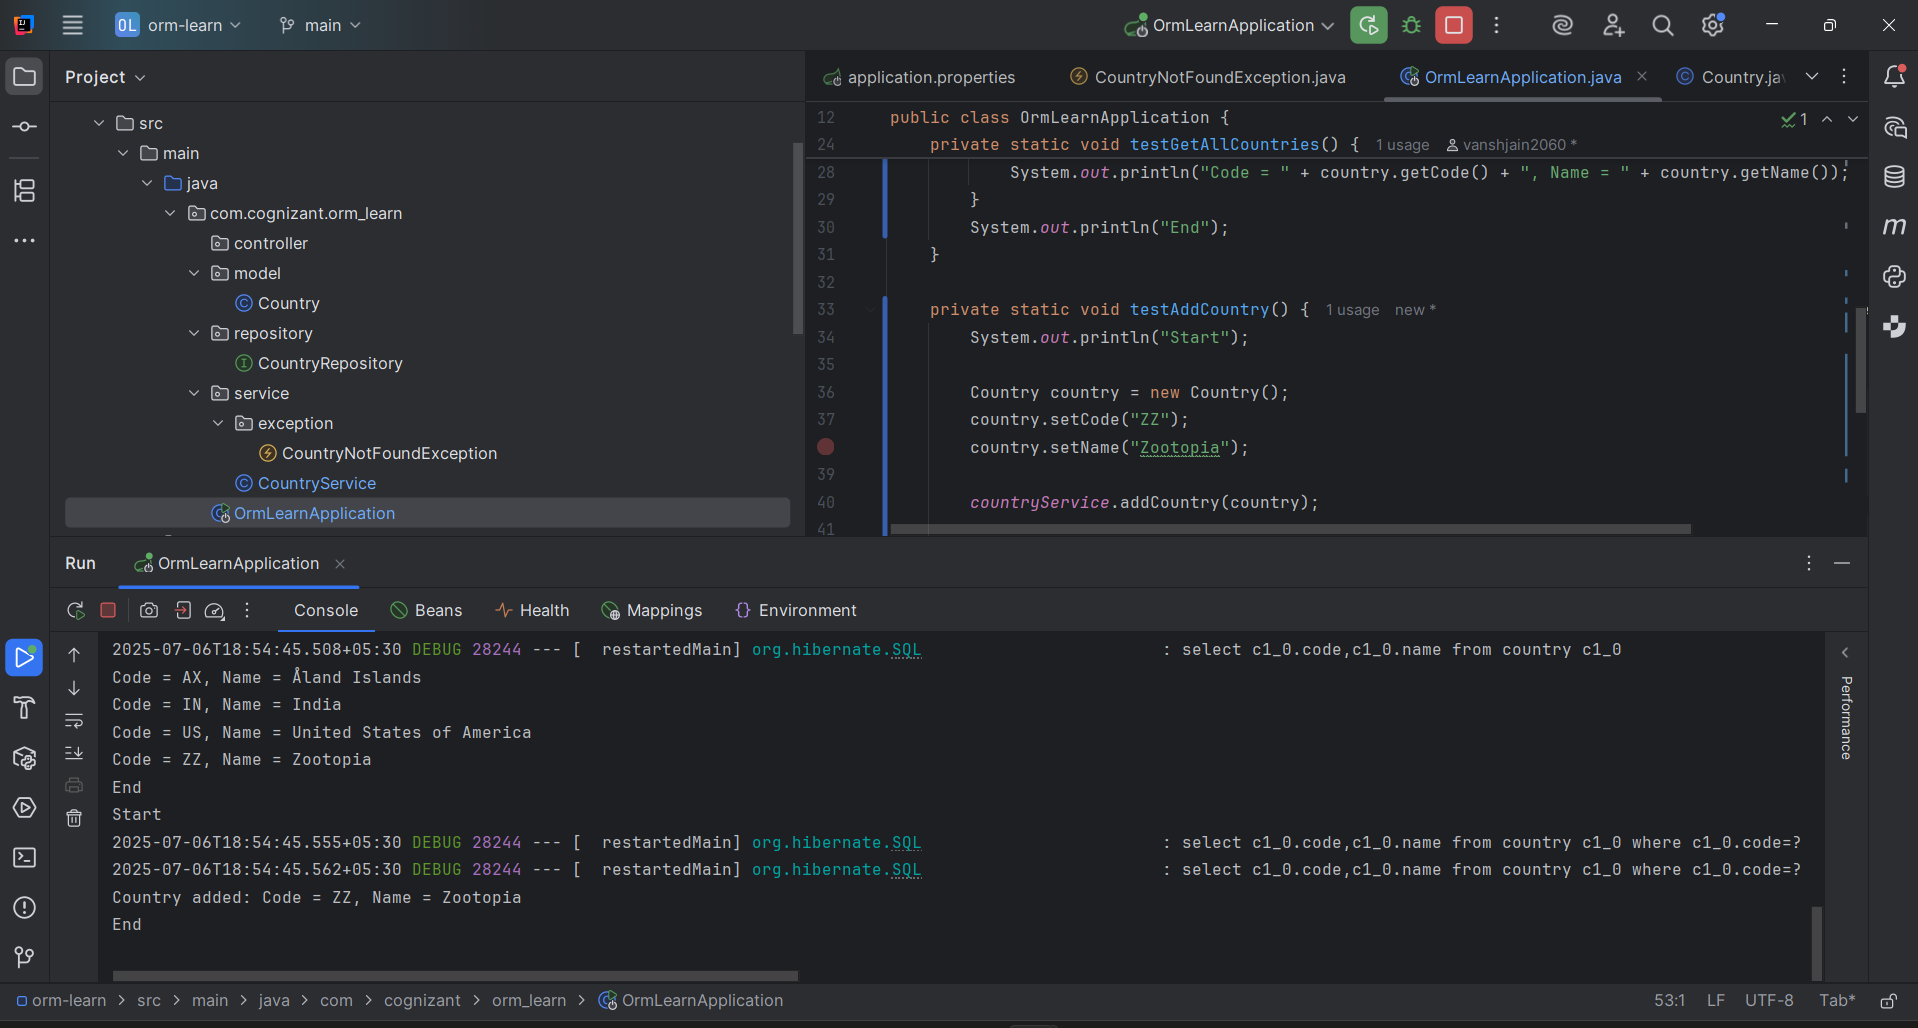 OL orm-learn main OrmLearnApplication
Project
application.properties CountryNotFoundException.java OrmLearnApplication.java Country.ja
src
main
java
com.cognizant.orm_learn
controller
model
Country
repository
CountryRepository
service
exception
CountryNotFoundException
CountryService
OrmLearnApplication
12 public class OrmLearnApplication { 1
24 private static void testGetAllCountries() { 1 usage vanshjain2060 *
28 System.out.println("Code = " + country.getCode() + ", Name = " + country.getName());
29 }
30 System.out.println("End");
31 }
32
33 private static void testAddCountry() { 1 usage new *
34 System.out.println("Start");
35
36 Country country = new Country();
37 country.setCode("ZZ");
country.setName("Zootopia");
39
40 countryService.addCountry(country);
41
Run OrmLearnApplication
Console Beans Health Mappings Environment
2025-07-06T18:54:45.508+05:30 DEBUG 28244 --- [ restartedMain] org.hibernate.SQL : select c1_0.code,c1_0.name from country c1_0
Code = AX, Name = Åland Islands
Code = IN, Name = India
Code = US, Name = United States of America
Code = ZZ, Name = Zootopia
End
Start
2025-07-06T18:54:45.555+05:30 DEBUG 28244 --- [ restartedMain] org.hibernate.SQL : select c1_0.code,c1_0.name from country c1_0 where c1_0.code=?
2025-07-06T18:54:45.562+05:30 DEBUG 28244 --- [ restartedMain] org.hibernate.SQL : select c1_0.code,c1_0.name from country c1_0 where c1_0.code=?
Country added: Code = ZZ, Name = Zootopia
End
Performance
orm-learn > src > main > java > com > cognizant > orm_learn > OrmLearnApplication 53:1 LF UTF-8 Tab*